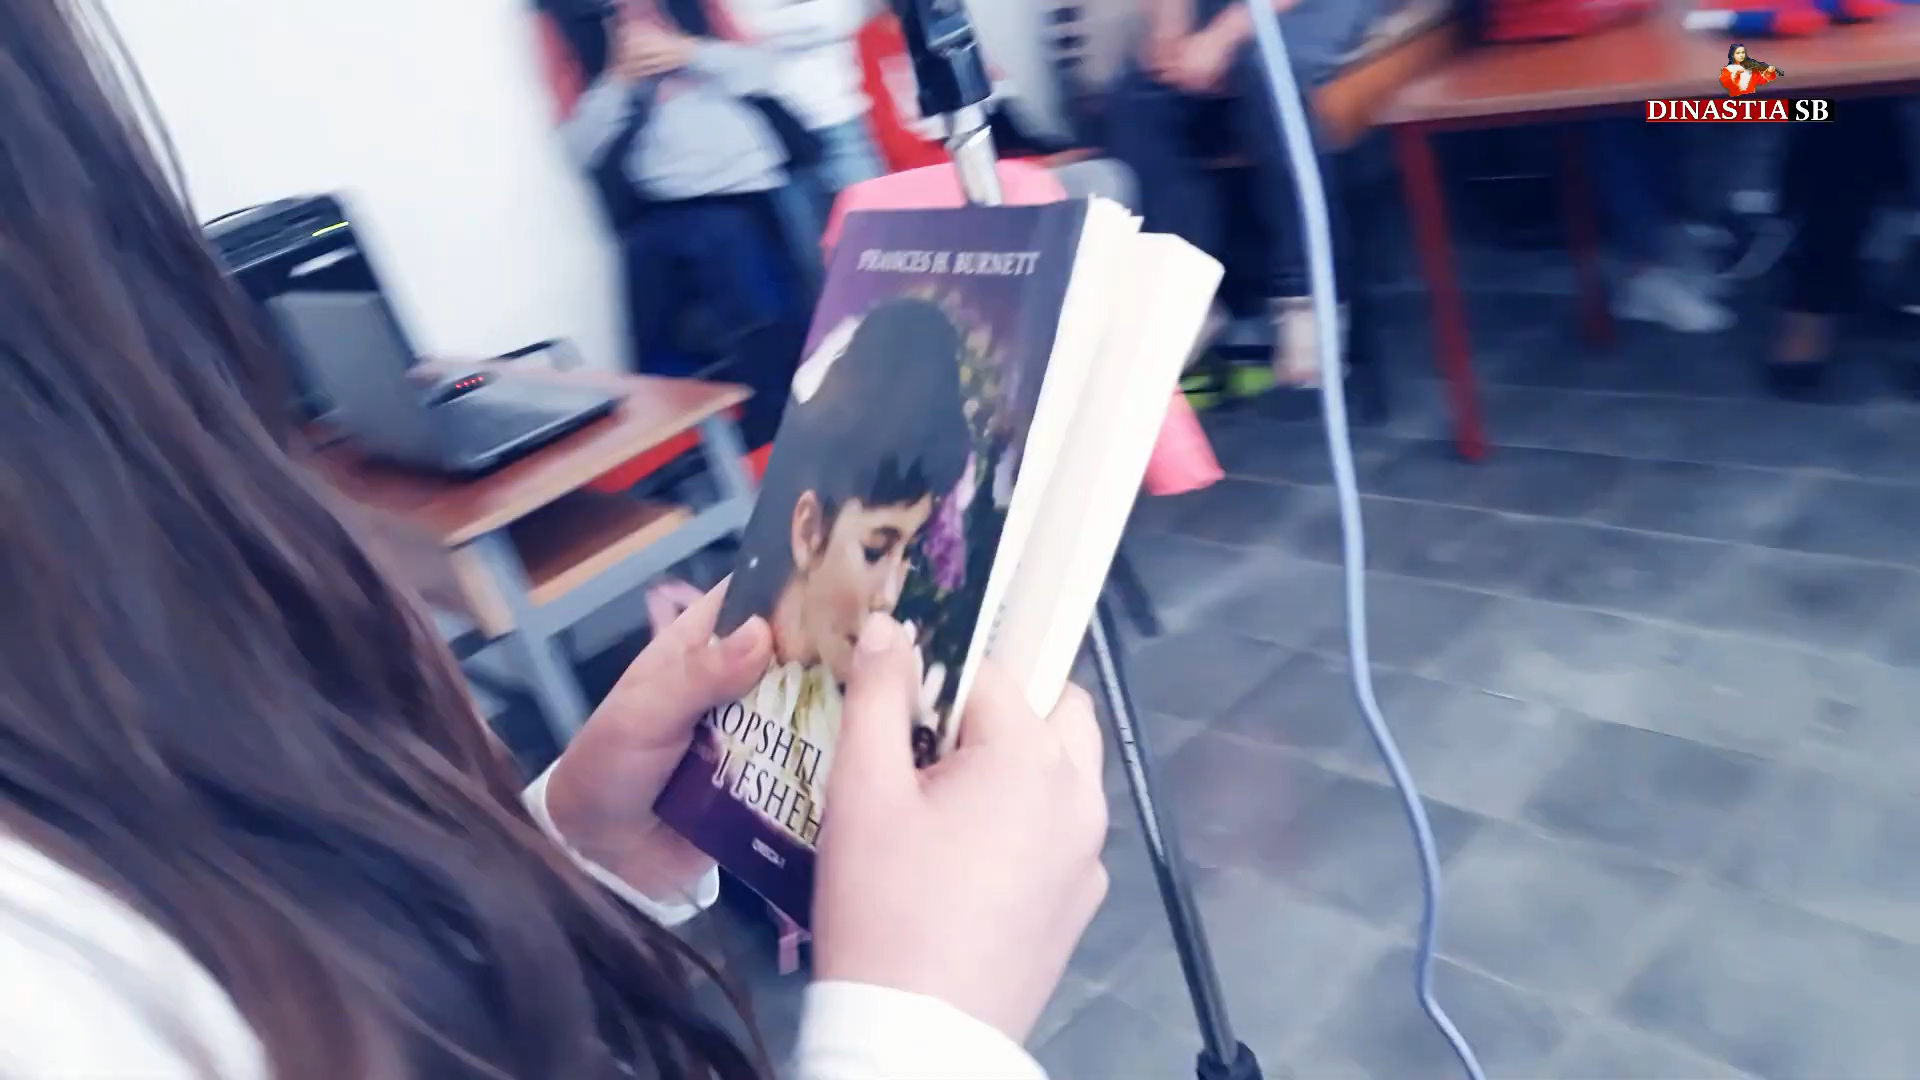 DINASTIA SB
FRANCES H. BURNETT
KOPSHTI
I FSHEH